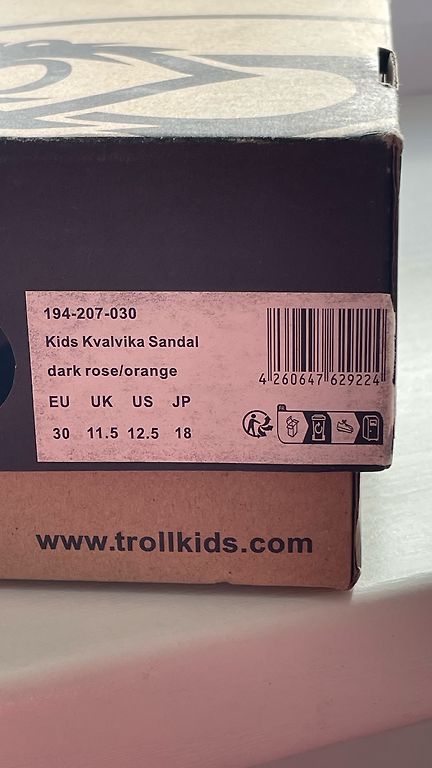 194-207-030
Kids Kvalvika Sandal
dark rose/orange
EU UK US JP
30 11.5 12.5 18
4 260647 629224
www.trollkids.com